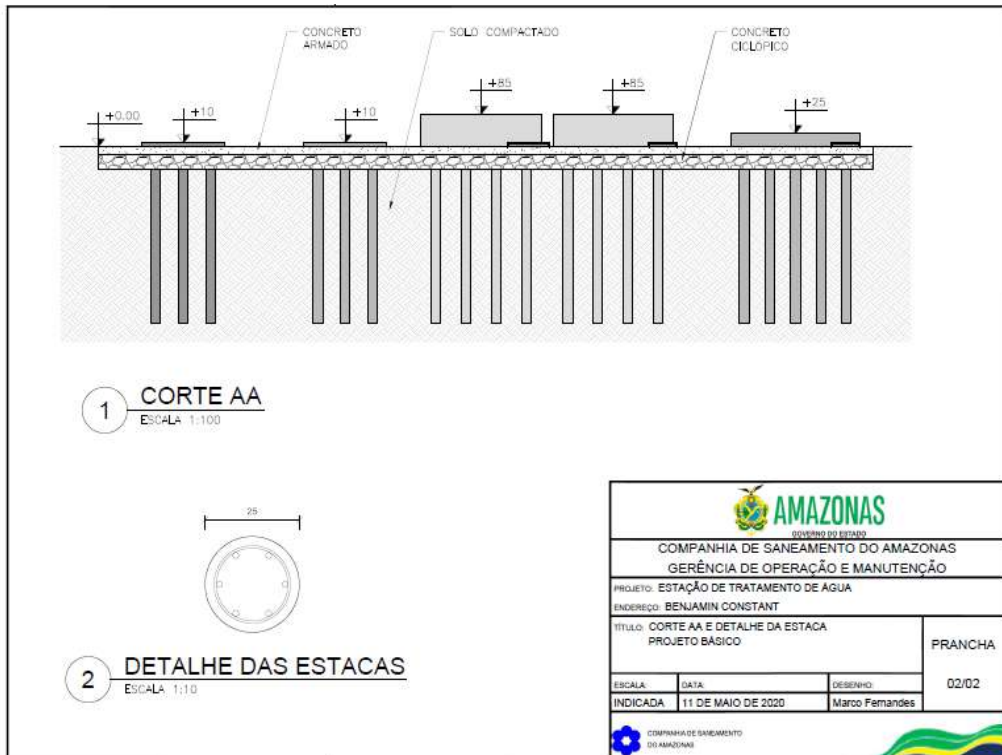 CONCRETO
ARMADO
SOLO COMPACTADO
CONCRETO
CICLÓPICO
+0.00
+10
+10
+85
+85
+25
1
CORTE AA
ESCALA 1:100
25
2
DETALHE DAS ESTACAS
ESCALA 1:10
AMAZONAS
GOVERNO DO ESTADO
COMPANHIA DE SANEAMENTO DO AMAZONAS
GERÊNCIA DE OPERAÇÃO E MANUTENÇÃO
PROJETO: ESTAÇÃO DE TRATAMENTO DE ÁGUA
ENDEREÇO: BENJAMIN CONSTANT
TÍTULO: CORTE AA E DETALHE DA ESTACA
PROJETO BÁSICO
PRANCHA
02/02
ESCALA: DATA: DESENHO:
INDICADA 11 DE MAIO DE 2020 Marco Fernandes
COMPANHIA DE SANEAMENTO
DO AMAZONAS